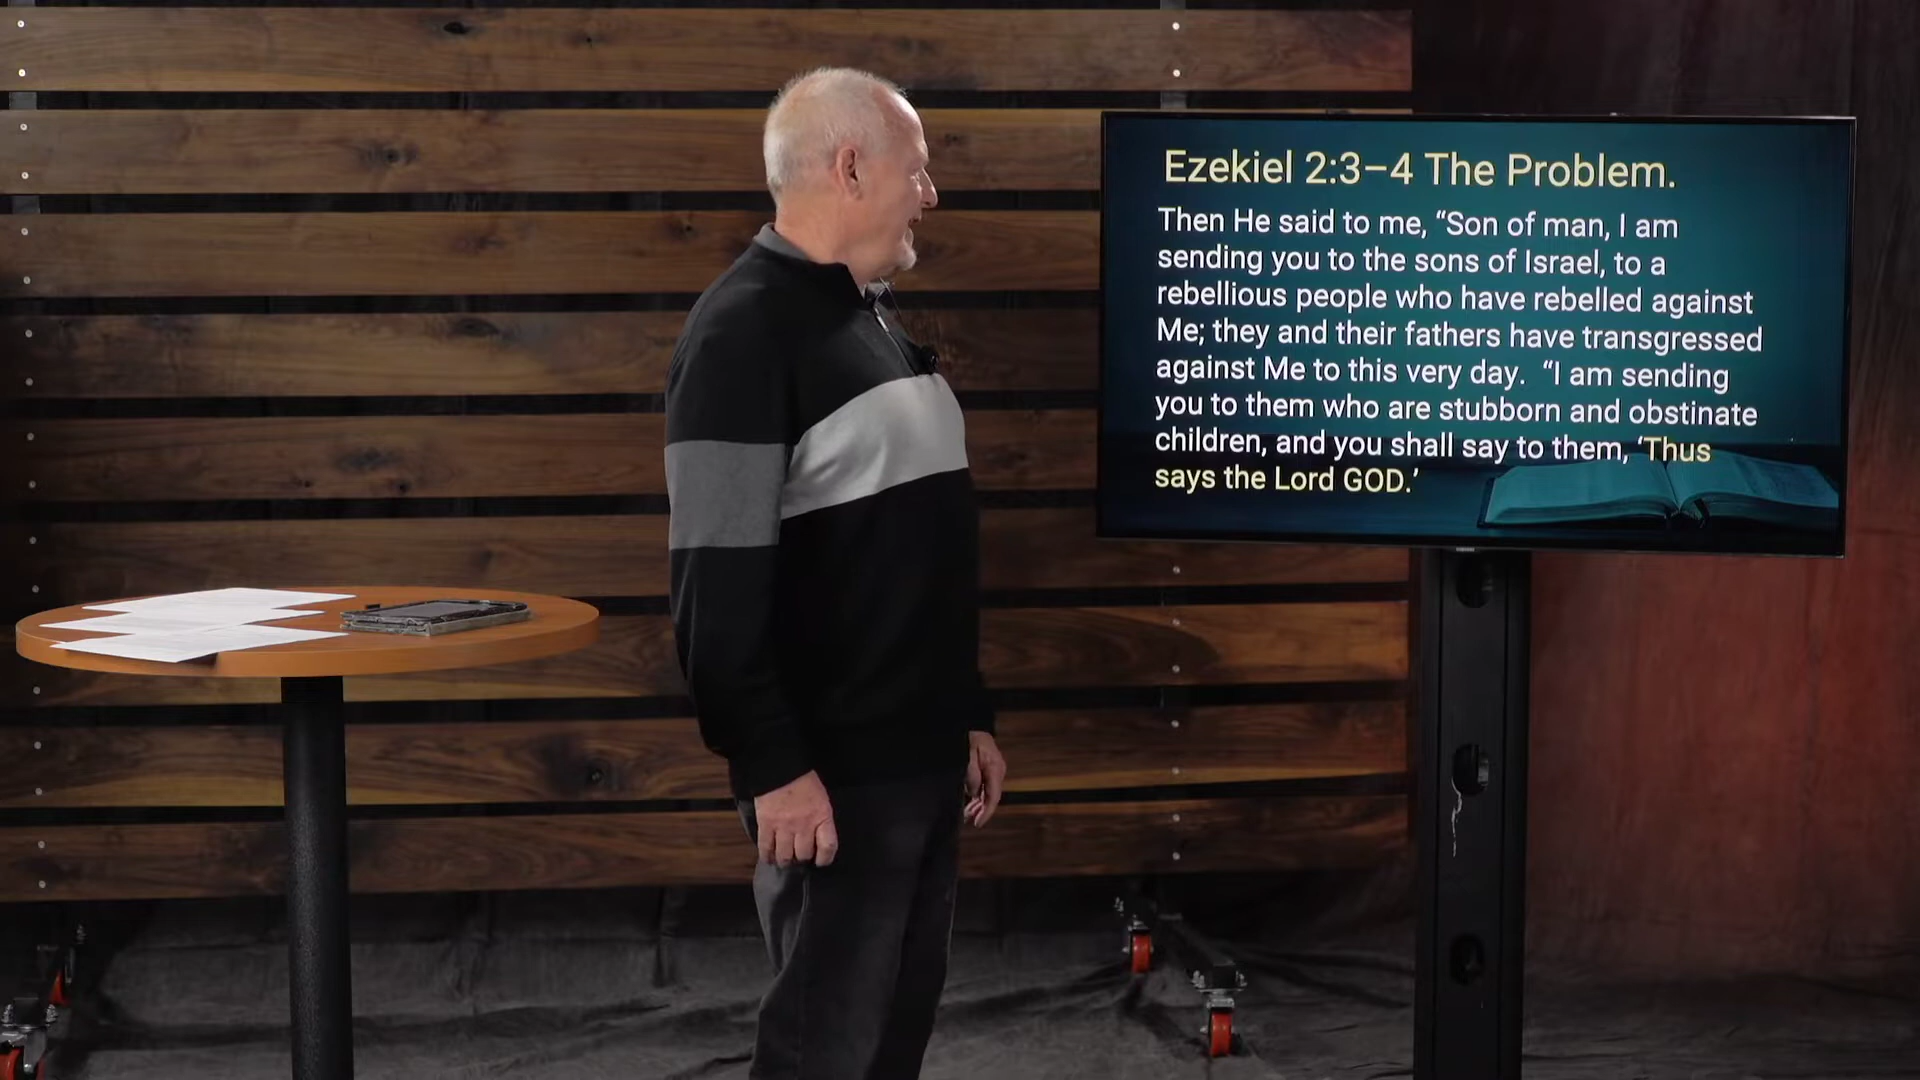 Ezekiel 2:3–4 The Problem.
Then He said to me, “Son of man, I am
sending you to the sons of Israel, to a
rebellious people who have rebelled against
Me; they and their fathers have transgressed
against Me to this very day.  “I am sending
you to them who are stubborn and obstinate
children, and you shall say to them, ‘Thus
says the Lord GOD.’